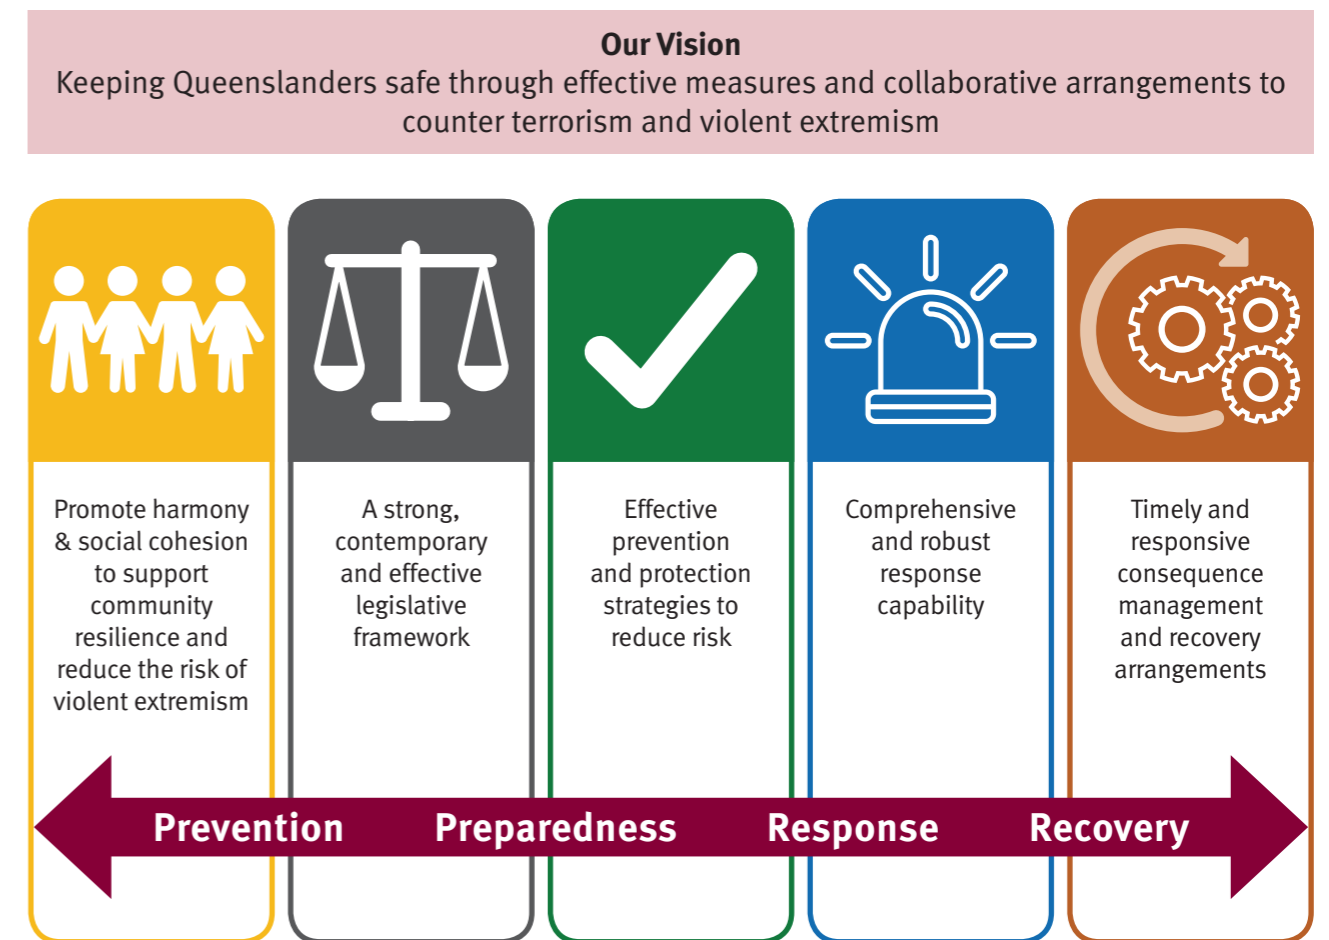 Our Vision
Keeping Queenslanders safe through effective measures and collaborative arrangements to
counter terrorism and violent extremism
Promote harmony
& social cohesion
to support
community
resilience and
reduce the risk of
violent extremism
A strong,
contemporary
and effective
legislative
framework
Effective
prevention
and protection
strategies to
reduce risk
Comprehensive
and robust
response
capability
Timely and
responsive
consequence
management
and recovery
arrangements
Prevention Preparedness Response Recovery